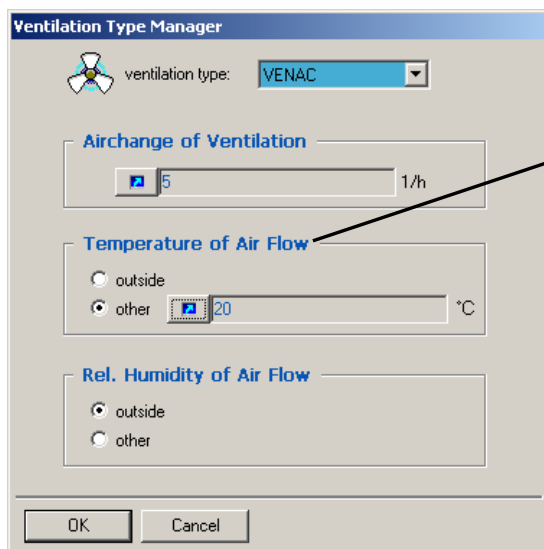 Ventilation Type Manager
ventilation type: VENAC
Airchange of Ventilation
5 1/h
Temperature of Air Flow
outside
other 20 °C
Rel. Humidity of Air Flow
outside
other
OK Cancel